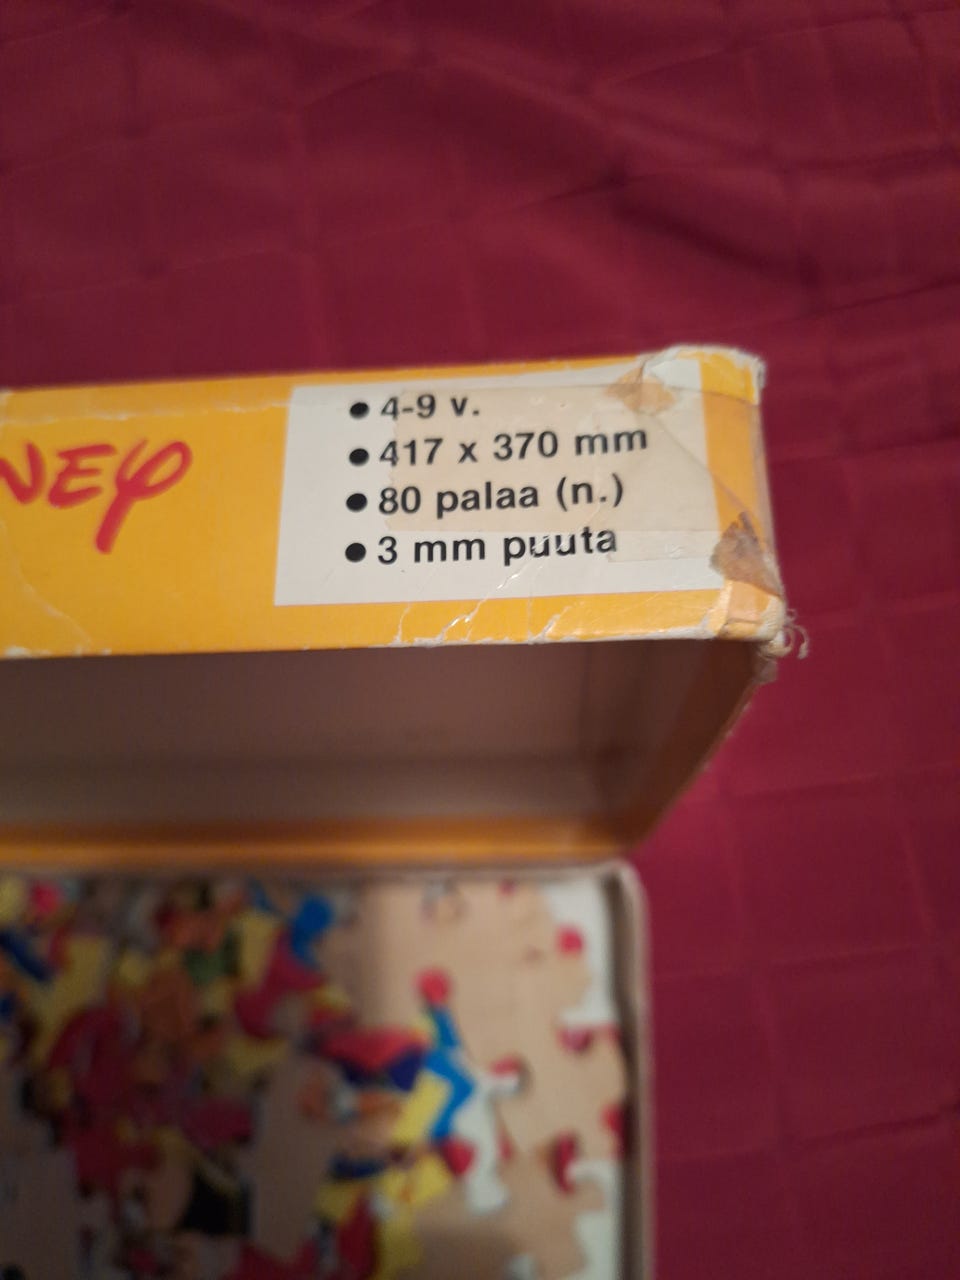 NEY
● 4-9 v.
● 417 x 370 mm
● 80 palaa (n.)
● 3 mm puuta